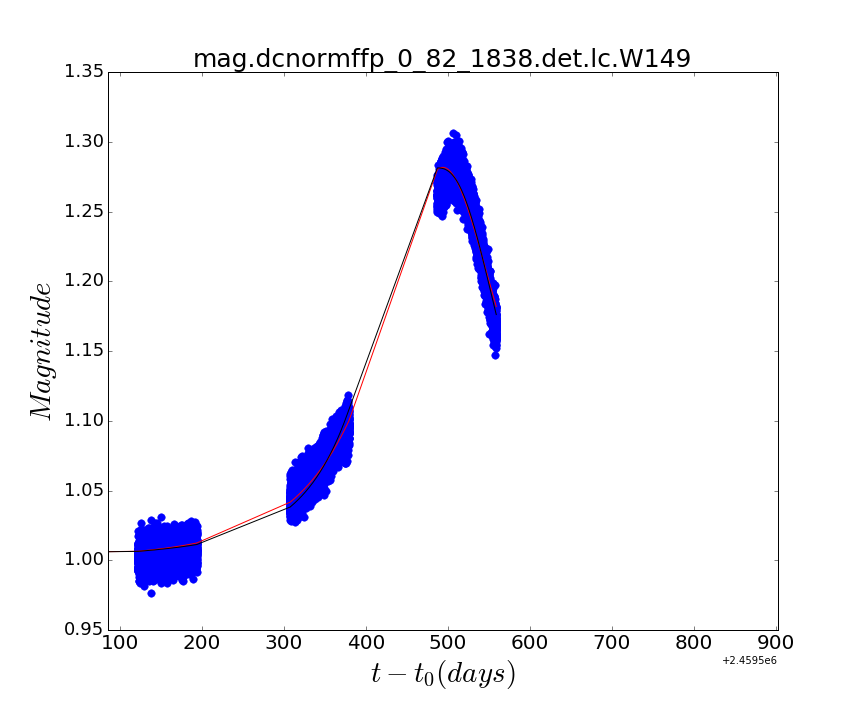 mag.dcnormffp_0_82_1838.det.lc.W149
1.35
1.30
1.25
1.20
1.15
1.10
1.05
1.00
0.95
Magnitude
100 200 300 400 500 600 700 800 900
+2.4595e6
t − t₀(days)